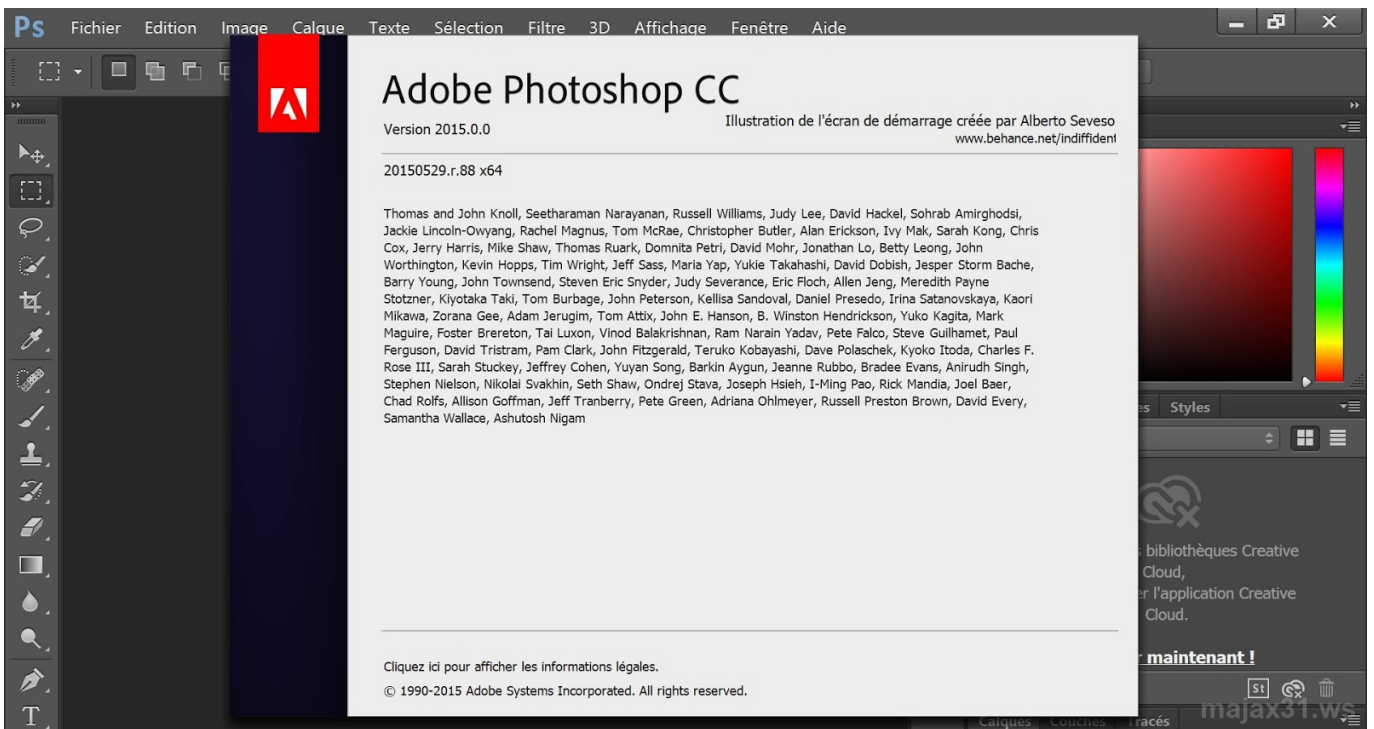 Ps Fichier Edition Image Calque Texte Sélection Filtre 3D Affichage Fenêtre Aide
Adobe Photoshop CC
Version 2015.0.0
Illustration de l'écran de démarrage créée par Alberto Seveso
www.behance.net/indiffident
20150529.r.88 x64
Thomas and John Knoll, Seetharaman Narayanan, Russell Williams, Judy Lee, David Hackel, Sohrab Amirghodsi,
Jackie Lincoln-Owyang, Rachel Magnus, Tom McRae, Christopher Butler, Alan Erickson, Ivy Mak, Sarah Kong, Chris
Cox, Jerry Harris, Mike Shaw, Thomas Ruark, Domnita Petri, David Mohr, Jonathan Lo, Betty Leong, John
Worthington, Kevin Hopps, Tim Wright, Jeff Sass, Maria Yap, Yukie Takahashi, David Dobish, Jesper Storm Bache,
Barry Young, John Townsend, Steven Eric Snyder, Judy Severance, Eric Floch, Allen Jeng, Meredith Payne
Stotzner, Kiyotaka Taki, Tom Burbage, John Peterson, Kellisa Sandoval, Daniel Presedo, Irina Satanovskaya, Kaori
Mikawa, Zorana Gee, Adam Jerugim, Tom Attix, John E. Hanson, B. Winston Hendrickson, Yuko Kagita, Mark
Maguire, Foster Brereton, Tai Luxon, Vinod Balakrishnan, Ram Narain Yadav, Pete Falco, Steve Guilhamet, Paul
Ferguson, David Tristram, Pam Clark, John Fitzgerald, Teruko Kobayashi, Dave Polaschek, Kyoko Itoda, Charles F.
Rose III, Sarah Stuckey, Jeffrey Cohen, Yuyan Song, Barkin Aygun, Jeanne Rubbo, Bradee Evans, Anirudh Singh,
Stephen Nielson, Nikolai Svakhin, Seth Shaw, Ondrej Stava, Joseph Hsieh, I-Ming Pao, Rick Mandia, Joel Baer,
Chad Rolfs, Allison Goffman, Jeff Tranberry, Pete Green, Adriana Ohlmeyer, Russell Preston Brown, David Every,
Samantha Wallace, Ashutosh Nigam
Cliquez ici pour afficher les informations légales.
© 1990-2015 Adobe Systems Incorporated. All rights reserved.
Styles
bibliothèques Creative
Cloud,
l'application Creative
Cloud.
maintenant !
St
Calques Couches Tracés
majax31.ws
T